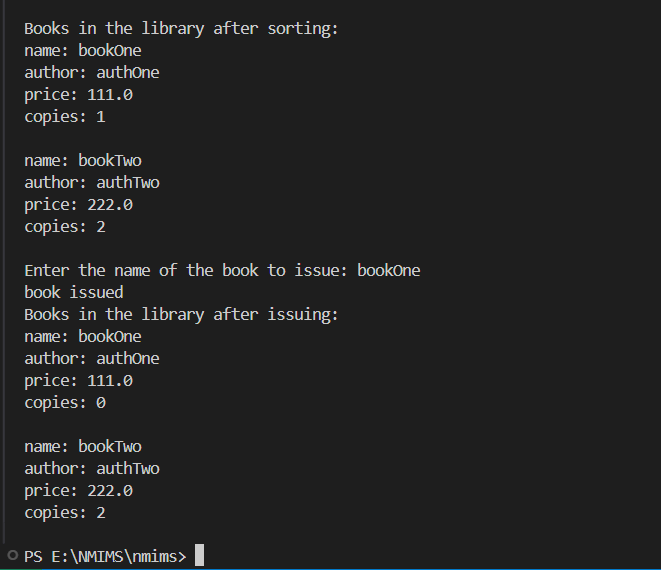 Books in the library after sorting:
name: bookOne
author: authOne
price: 111.0
copies: 1
name: bookTwo
author: authTwo
price: 222.0
copies: 2
Enter the name of the book to issue: bookOne
book issued
Books in the library after issuing:
name: bookOne
author: authOne
price: 111.0
copies: 0
name: bookTwo
author: authTwo
price: 222.0
copies: 2
PS E:\NMIMS\nmims>